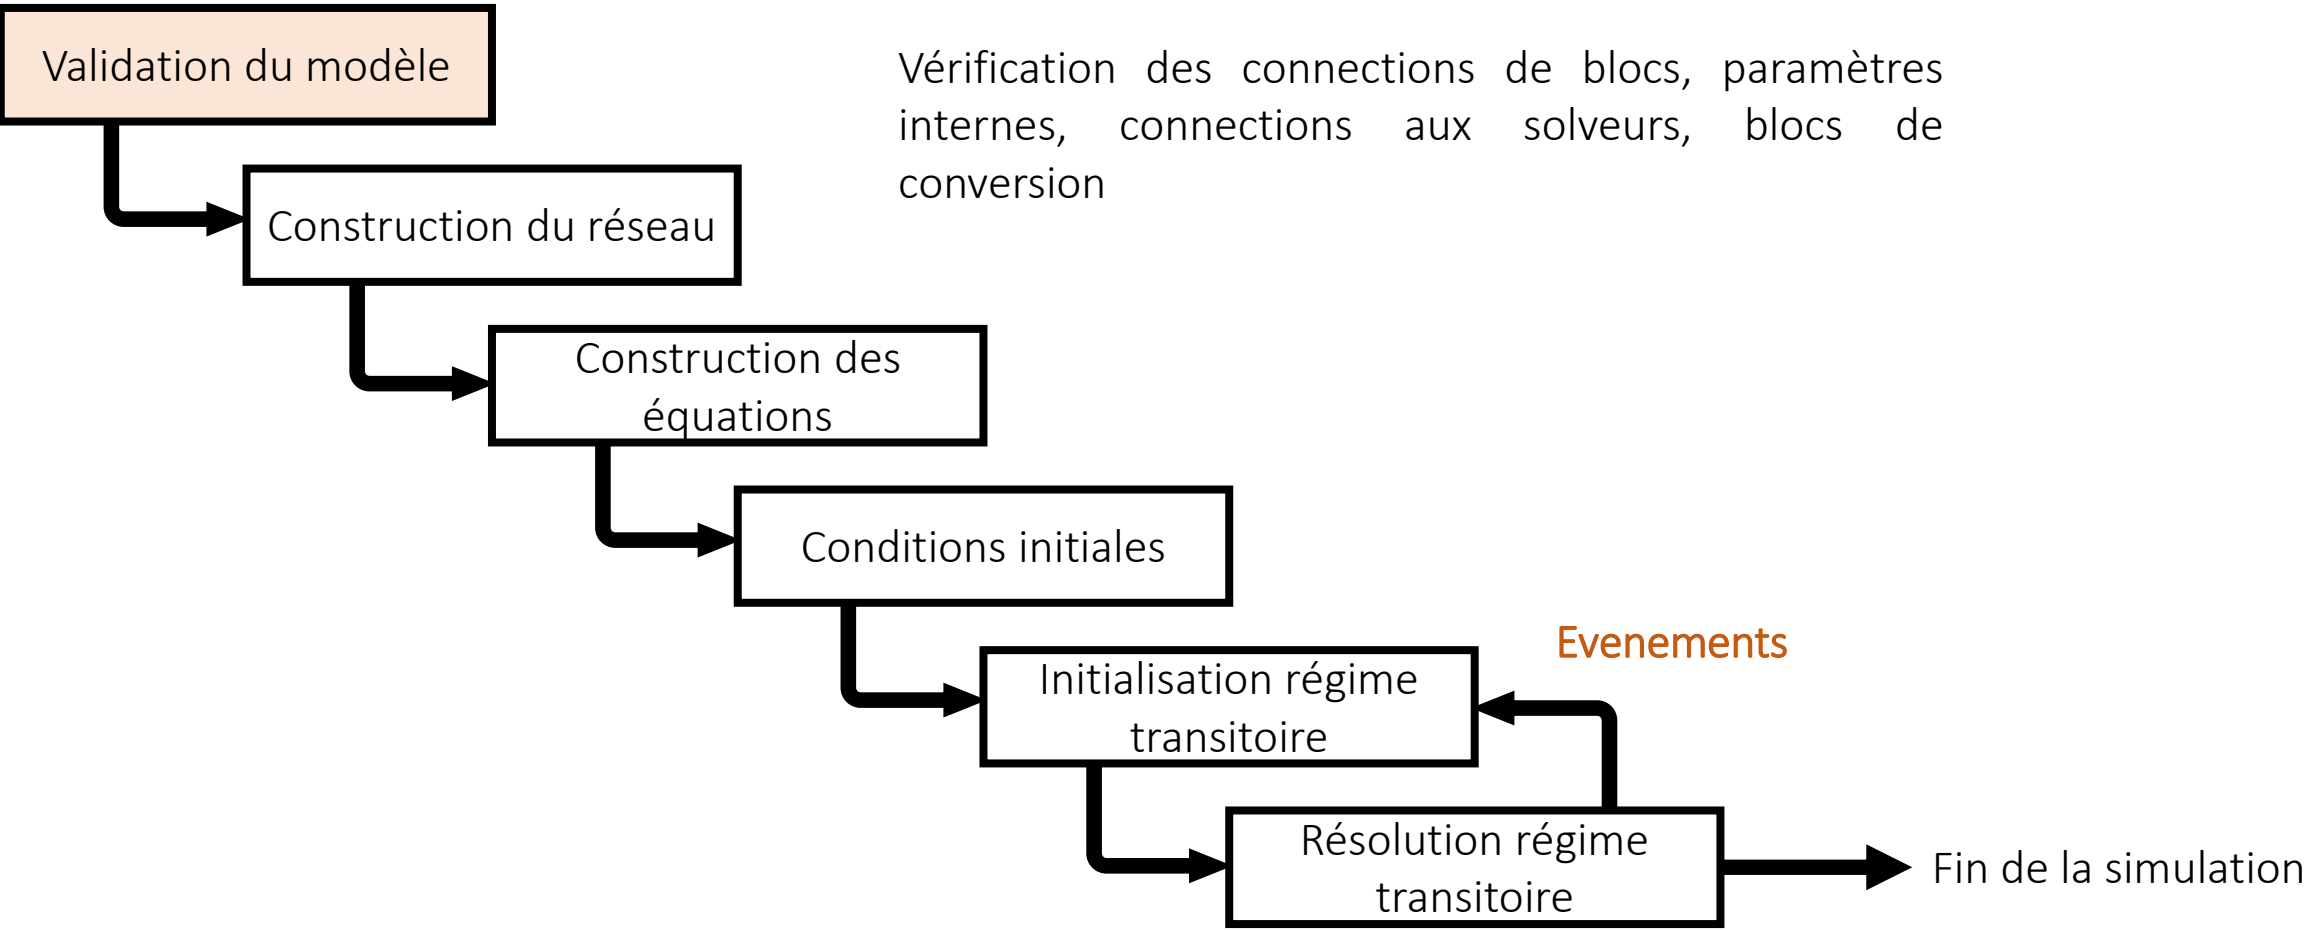 Validation du modèle
Vérification des connections de blocs, paramètres
internes, connections aux solveurs, blocs de
conversion
Construction du réseau
Construction des
équations
Conditions initiales
Evenements
Initialisation régime
transitoire
Résolution régime
transitoire
Fin de la simulation